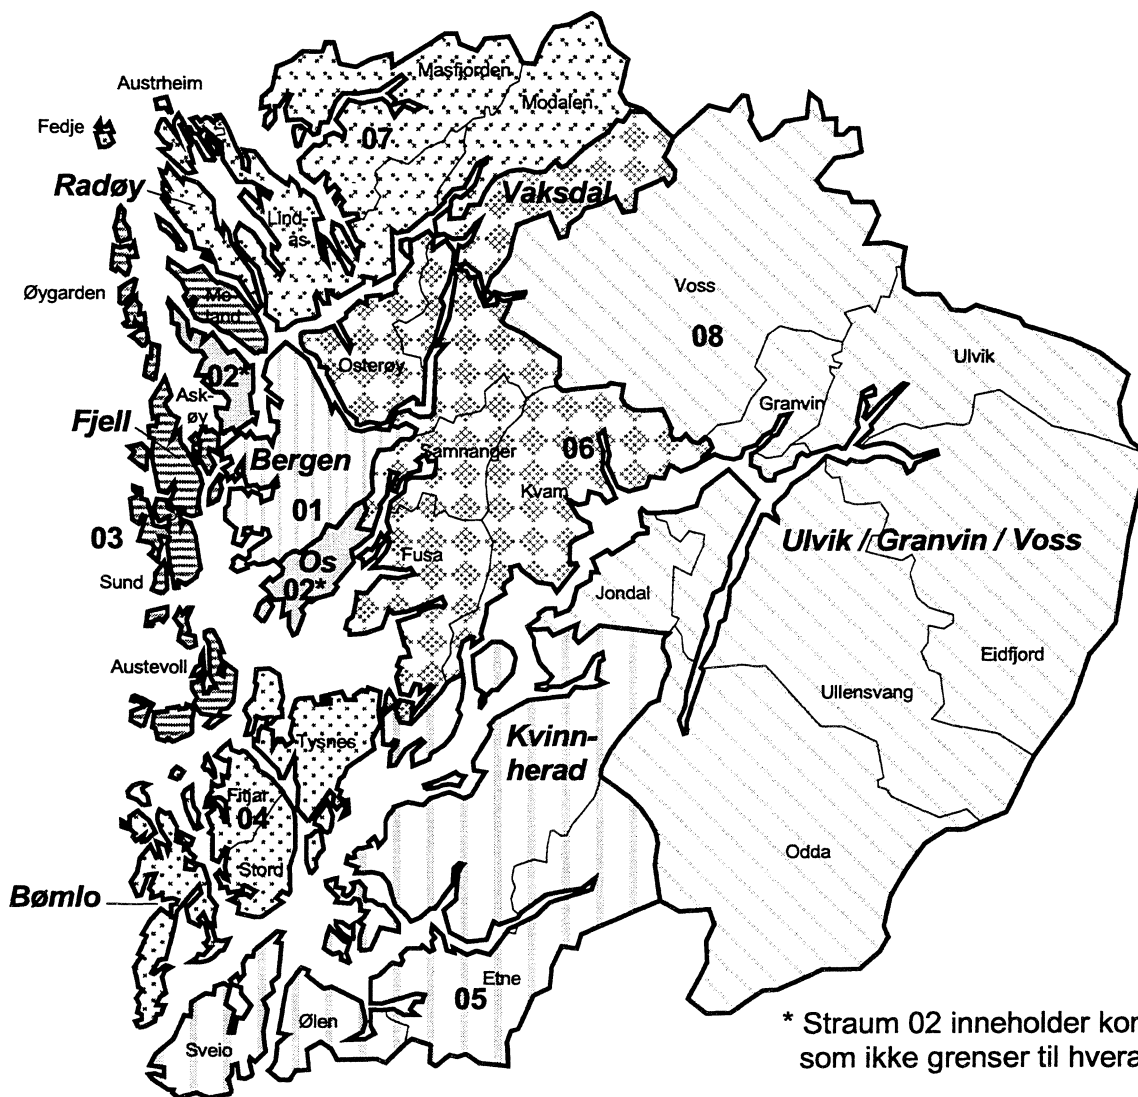 Masfjorden
Austrheim
Modalen
Fedje
07
Radøy
Vaksdal
Lind-
ås
Øygarden
Me-
land
Voss
08
Ulvik
Osterøy
02*
Ask-
øy
Granvin
Fjell
Samnanger
Bergen
06
Kvam
01
03
Ulvik / Granvin / Voss
Os
02*
Fusa
Sund
Jondal
Austevoll
Eidfjord
Ullensvang
Tysnes
Kvinn-
herad
Fitjar
04
Odda
Stord
Bømlo
Etne
05
Ølen
Sveio
* Straum 02 inneholder kor
som ikke grenser til hvera